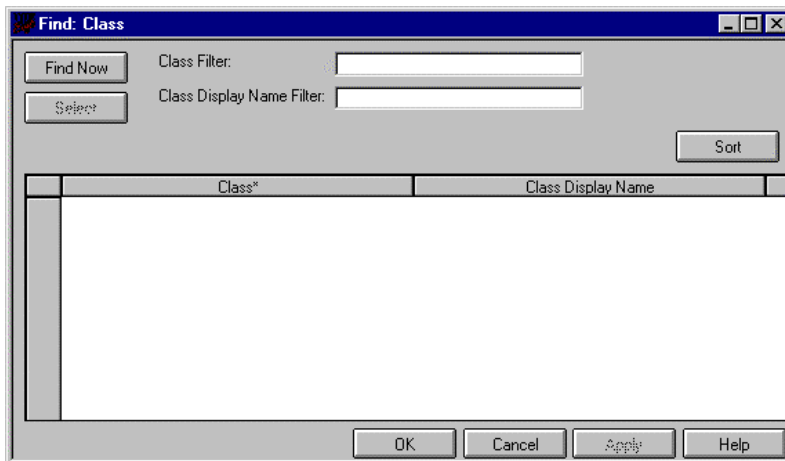 Find: Class
Find Now
Class Filter:
Select
Class Display Name Filter:
Sort
Class* Class Display Name
OK Cancel Apply Help